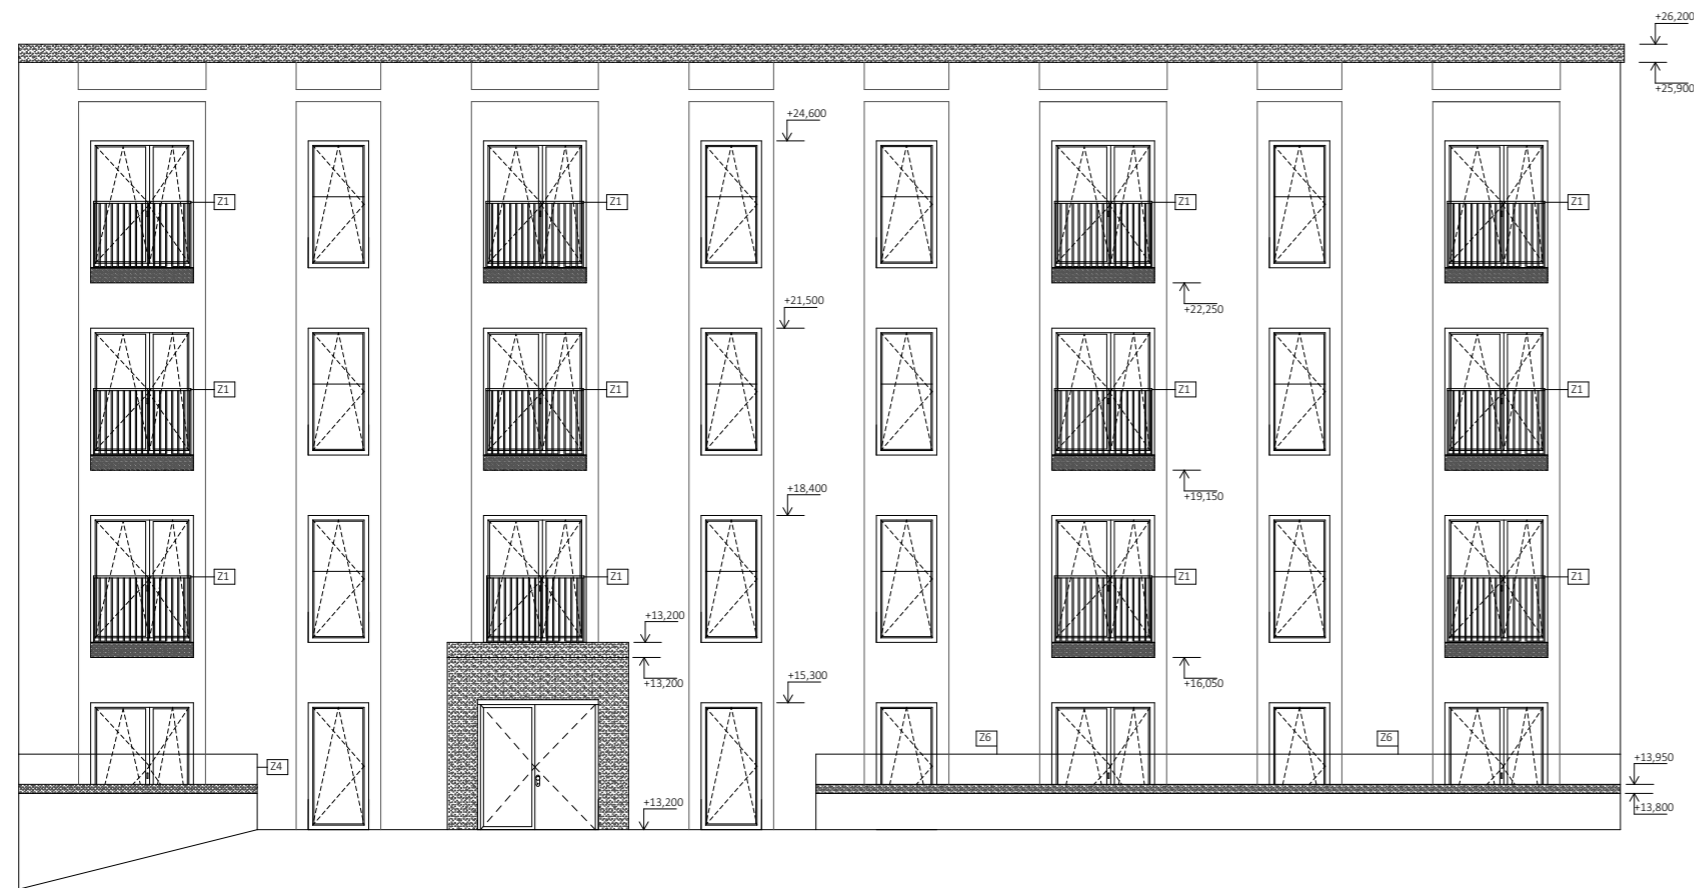 +26,200
+25,900
+24,600
Z1
Z1
Z1
Z1
+22,250
+21,500
Z1
Z1
Z1
Z1
+19,150
+18,400
Z1
Z1
Z1
Z1
+13,200
+13,200
+16,050
+15,300
Z6
Z6
Z4
+13,950
+13,800
+13,200